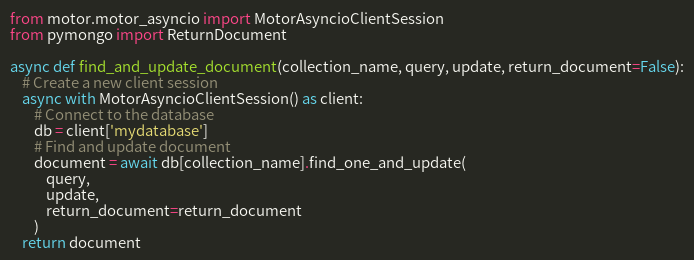 from motor.motor_asyncio import MotorAsyncioClientSession
from pymongo import ReturnDocument
async def find_and_update_document(collection_name, query, update, return_document=False):
# Create a new client session
async with MotorAsyncioClientSession() as client:
# Connect to the database
db = client['mydatabase']
# Find and update document
document = await db[collection_name].find_one_and_update(
query,
update,
return_document=return_document
)
return document